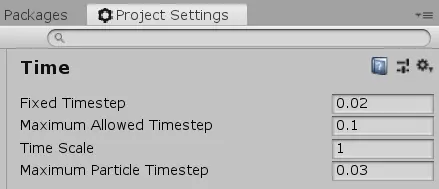 Packages Project Settings
Time
Fixed Timestep 0.02
Maximum Allowed Timestep 0.1
Time Scale 1
Maximum Particle Timestep 0.03